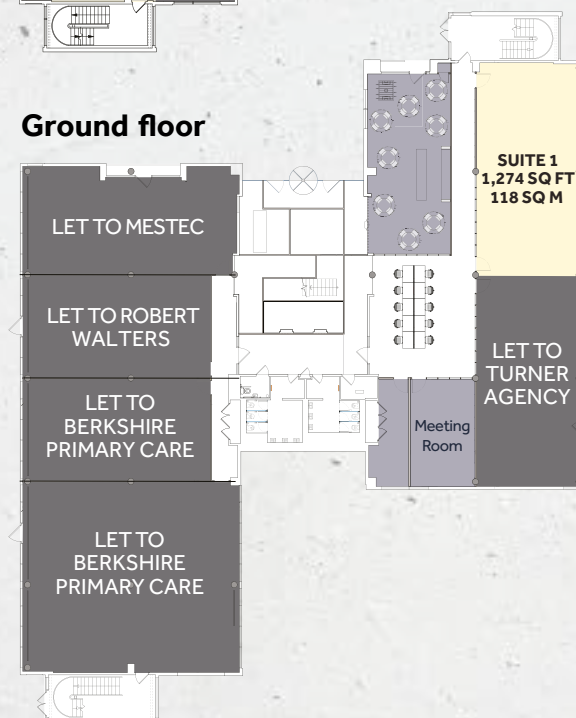 Ground floor
SUITE 1
1,274 SQ FT
118 SQ M
LET TO MESTEC
LET TO ROBERT
WALTERS
LET TO
TURNER
AGENCY
LET TO
BERKSHIRE
PRIMARY CARE
Meeting
Room
LET TO
BERKSHIRE
PRIMARY CARE